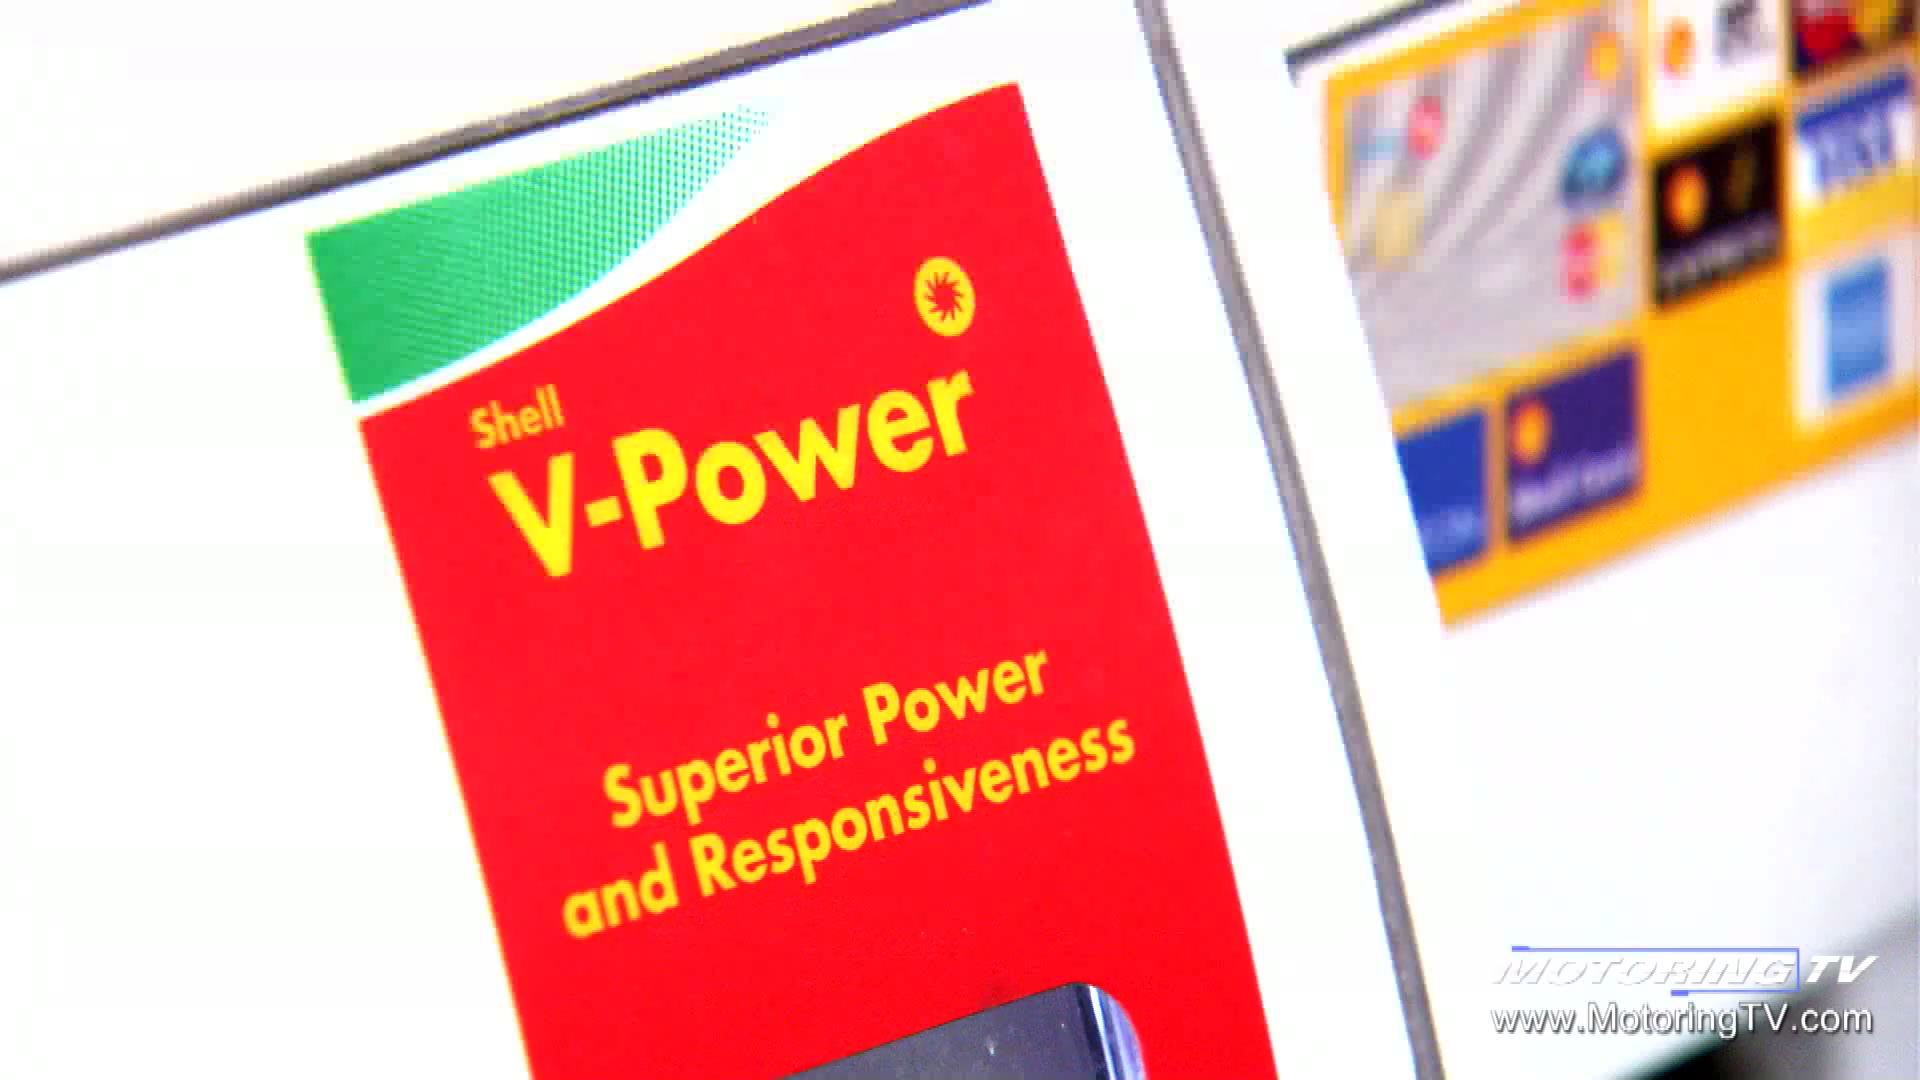 Shell
V-Power
Superior Power
and Responsiveness
MOTORING TV
www.MotoringTV.com